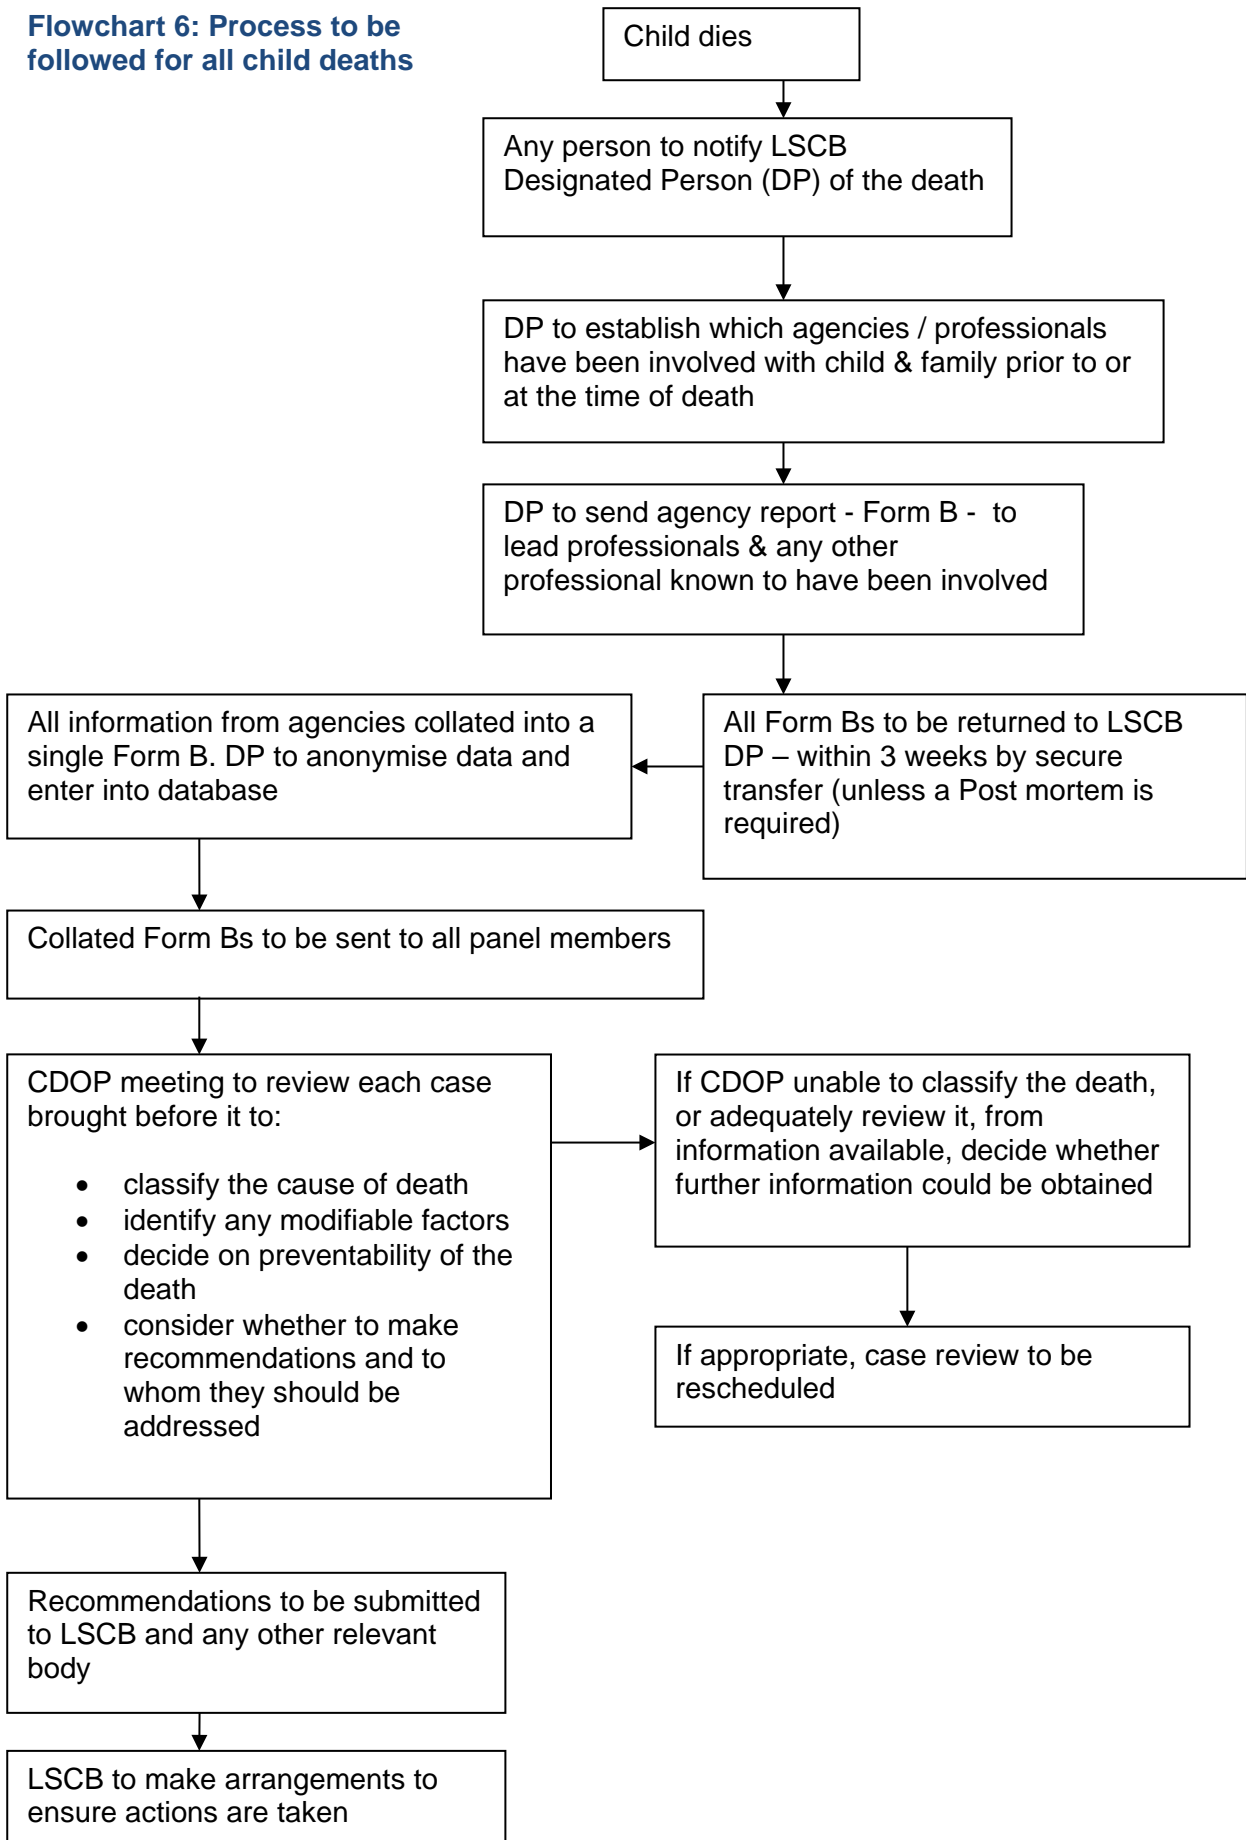 Flowchart 6: Process to be
followed for all child deaths
Child dies
Any person to notify LSCB
Designated Person (DP) of the death
DP to establish which agencies / professionals
have been involved with child & family prior to or
at the time of death
DP to send agency report - Form B -  to
lead professionals & any other
professional known to have been involved
All Form Bs to be returned to LSCB
DP – within 3 weeks by secure
transfer (unless a Post mortem is
required)
All information from agencies collated into a
single Form B. DP to anonymise data and
enter into database
Collated Form Bs to be sent to all panel members
CDOP meeting to review each case
brought before it to:
• classify the cause of death
• identify any modifiable factors
• decide on preventability of the
death
• consider whether to make
recommendations and to
whom they should be
addressed
If CDOP unable to classify the death,
or adequately review it, from
information available, decide whether
further information could be obtained
If appropriate, case review to be
rescheduled
Recommendations to be submitted
to LSCB and any other relevant
body
LSCB to make arrangements to
ensure actions are taken